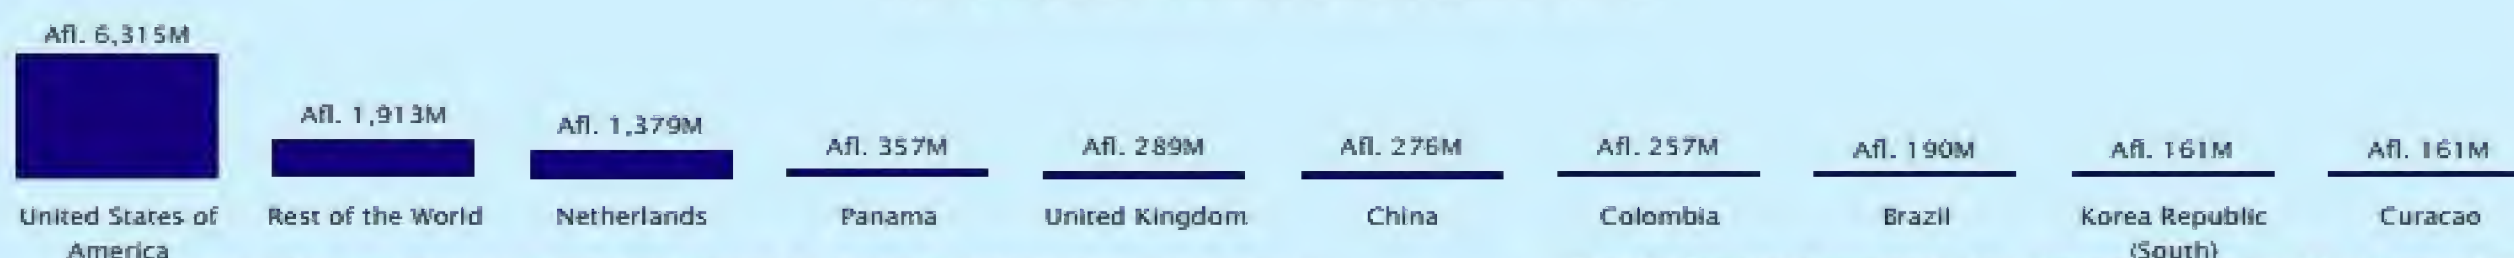 Afl. 6,315M
Afl. 1,913M
Afl. 1,379M
Afl. 357M
Afl. 289M
Afl. 276M
Afl. 257M
Afl. 190M
Afl. 161M
Afl. 161M
United States of
America
Rest of the World
Netherlands
Panama
United Kingdom
China
Colombia
Brazil
Korea Republic
(South)
Curacao